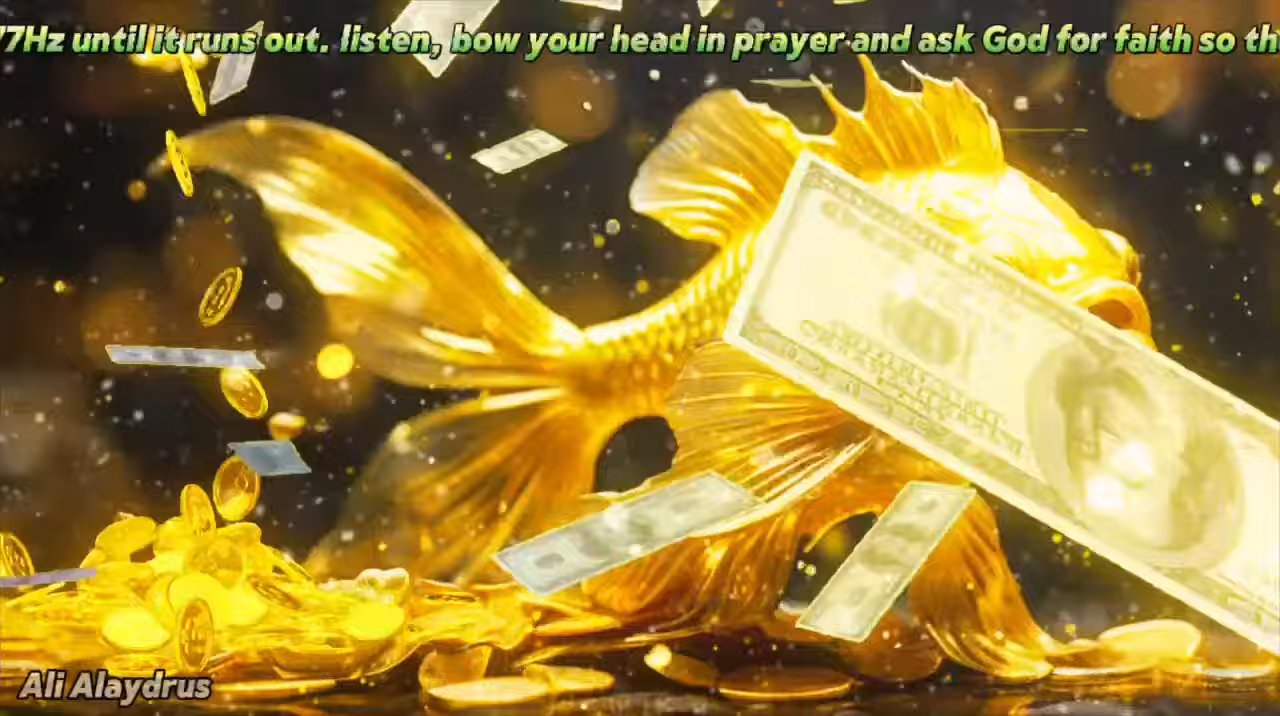 7Hz until it runs out. listen, bow your head in prayer and ask God for faith so th
Ali Alaydrus